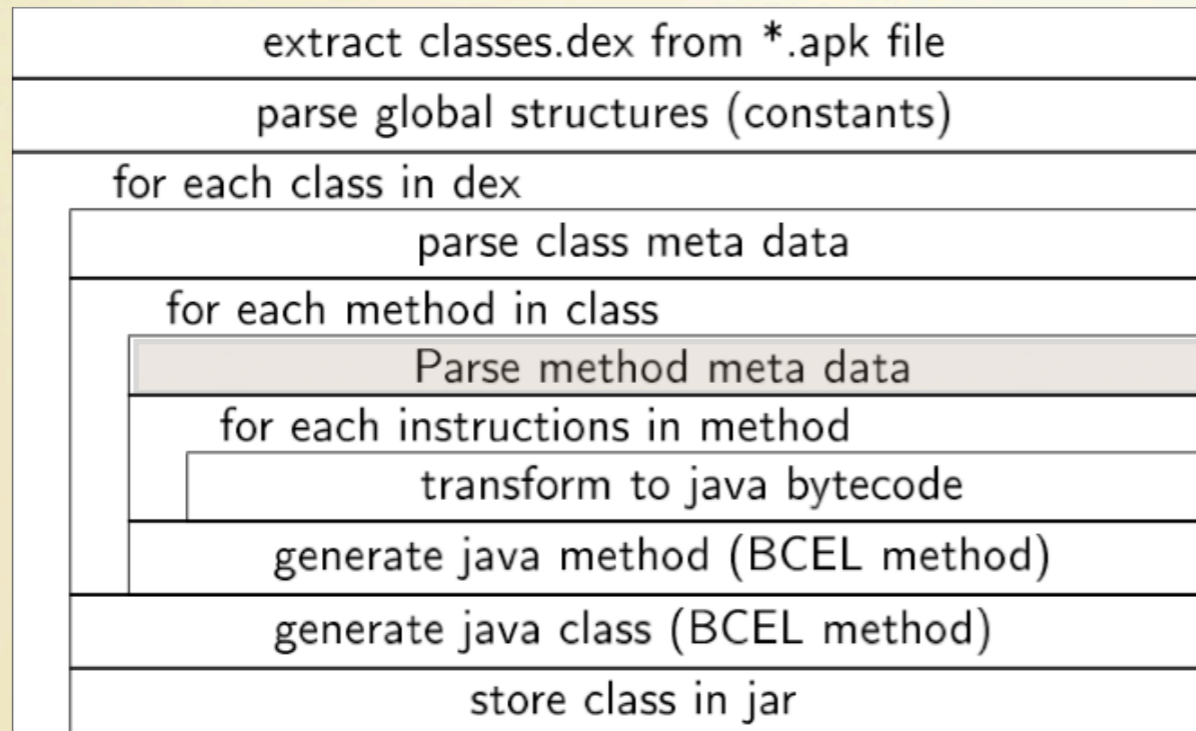 extract classes.dex from *.apk file
parse global structures (constants)
for each class in dex
parse class meta data
for each method in class
Parse method meta data
for each instructions in method
transform to java bytecode
generate java method (BCEL method)
generate java class (BCEL method)
store class in jar